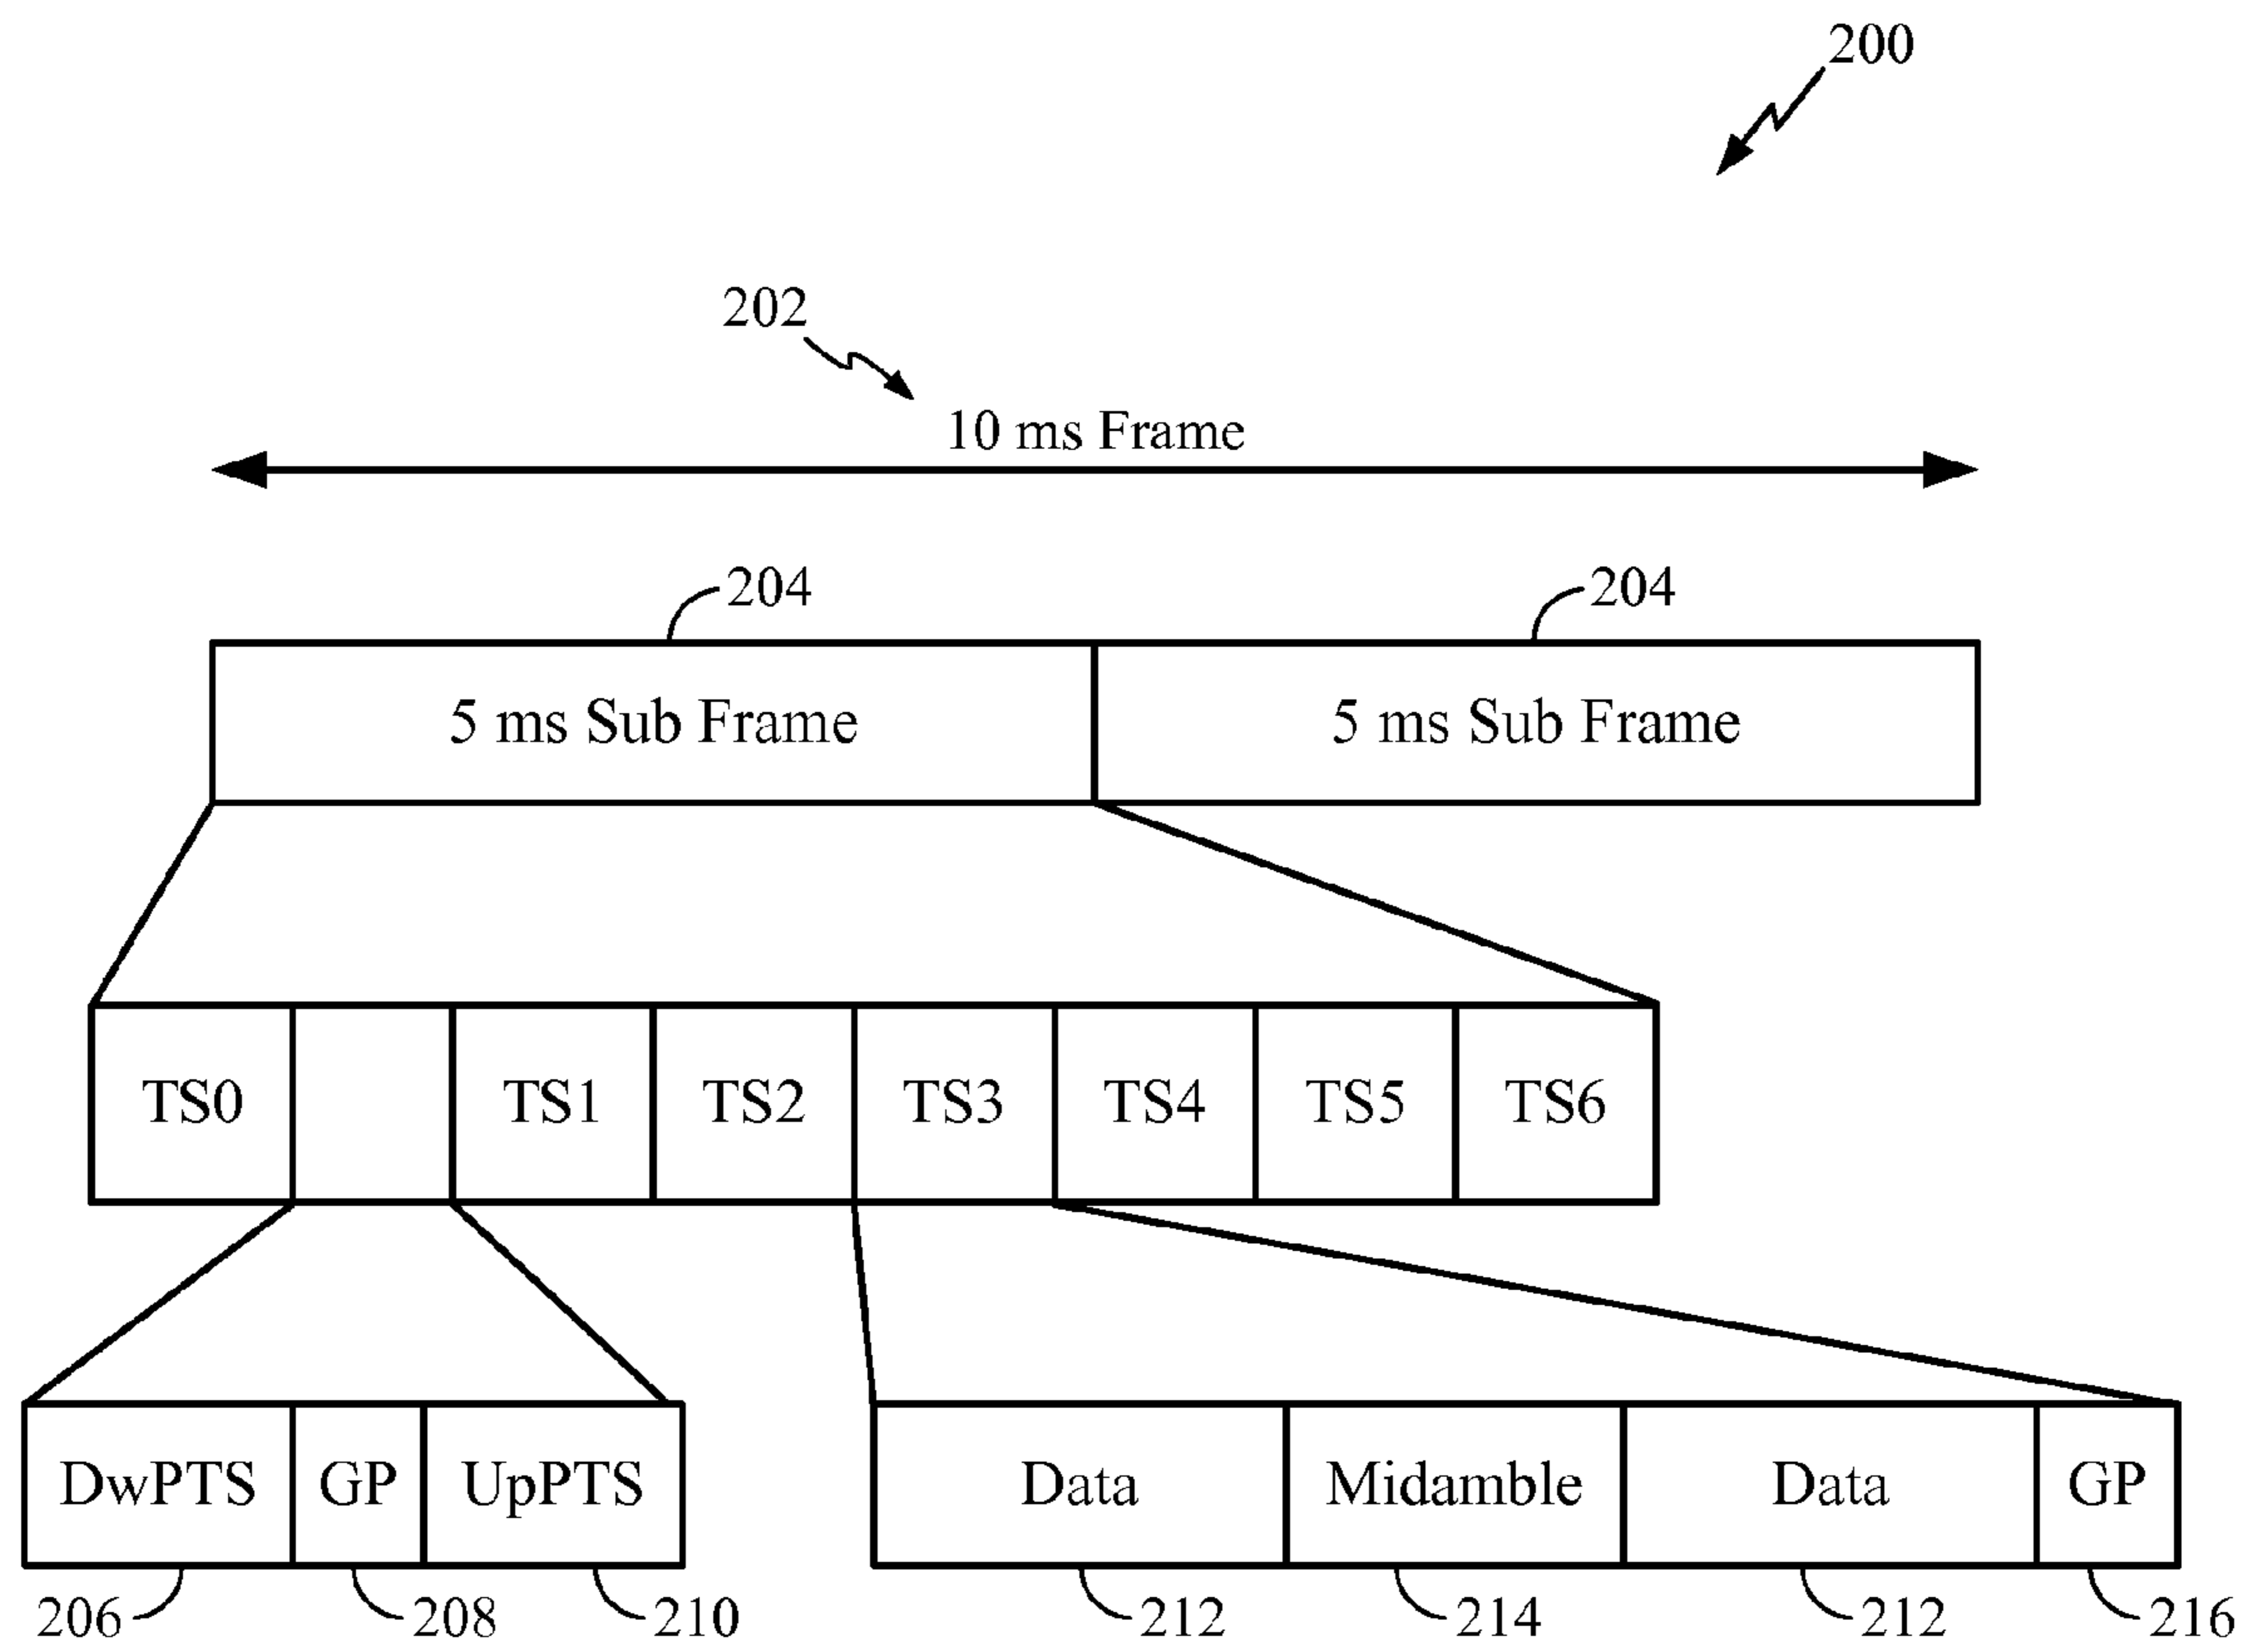 200
202
10 ms Frame
204 204
5 ms Sub Frame 5 ms Sub Frame
TS0 TS1 TS2 TS3 TS4 TS5 TS6
DwPTS GP UpPTS Data Midamble Data GP
206 208 210 212 214 212 216